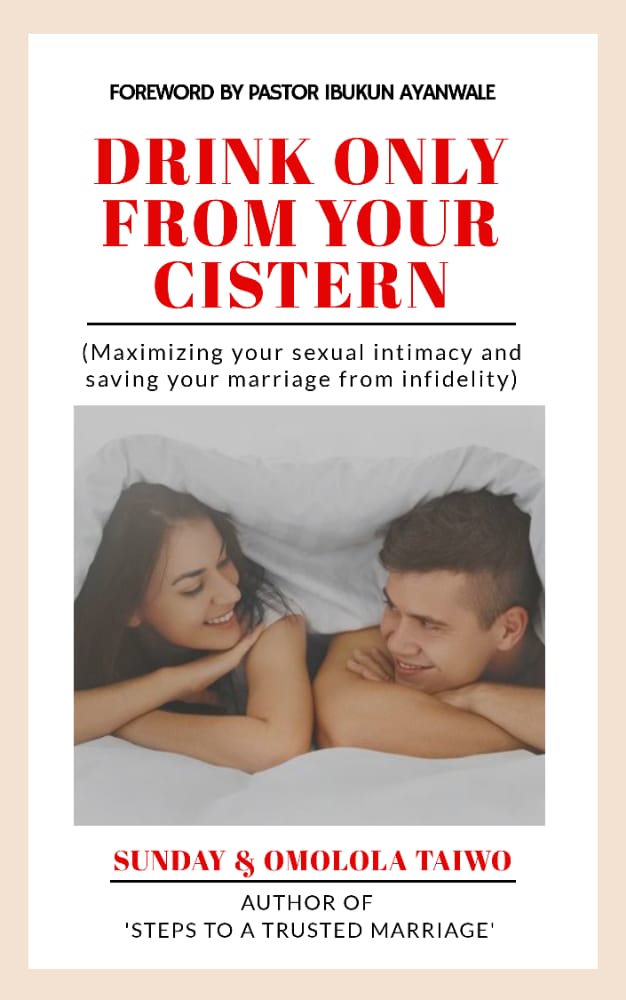 FOREWORD BY PASTOR IBUKUN AYANWALE
DRINK ONLY
FROM YOUR
CISTERN
(Maximizing your sexual intimacy and
saving your marriage from infidelity)
SUNDAY & OMOLOLA TAIWO
AUTHOR OF
'STEPS TO A TRUSTED MARRIAGE'